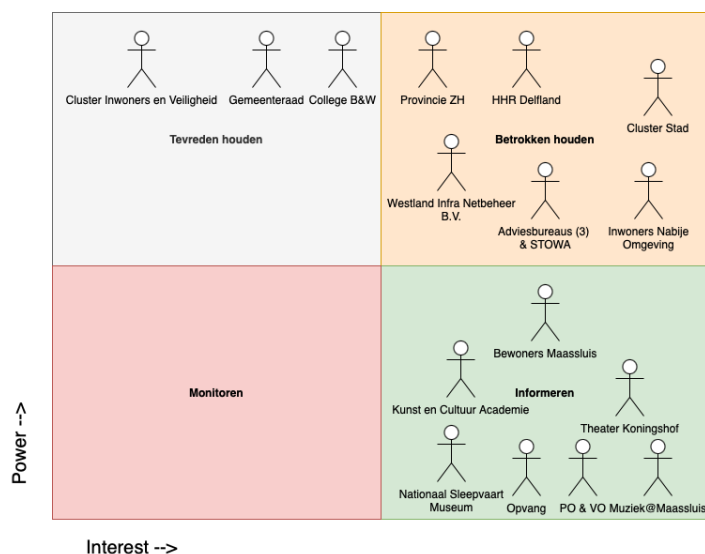 Cluster Inwoners en Veiligheid
Gemeenteraad
College B&W
Tevreden houden
Provincie ZH
HHR Delfland
Cluster Stad
Betrokken houden
Westland Infra Netbeheer
B.V.
Adviesbureaus (3)
& STOWA
Inwoners Nabije
Omgeving
Monitoren
Bewoners Maassluis
Kunst en Cultuur Academie
Informeren
Theater Koningshof
Nationaal Sleepvaart
Museum
Opvang
PO & VO
Muziek@Maassluis
Power -->
Interest -->